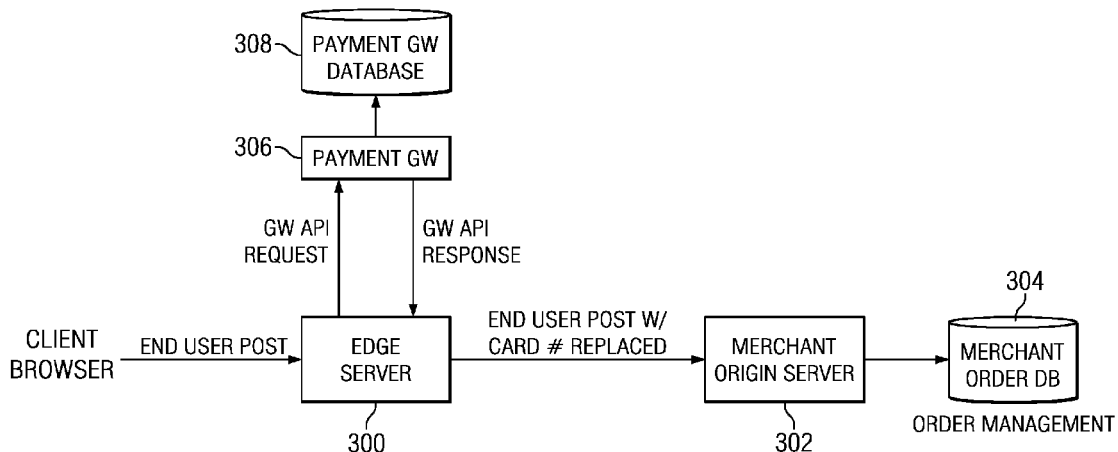 308
PAYMENT GW
DATABASE
306
PAYMENT GW
GW API
REQUEST
GW API
RESPONSE
304
CLIENT
BROWSER
END USER POST
EDGE
SERVER
END USER POST W/
CARD # REPLACED
MERCHANT
ORIGIN SERVER
MERCHANT
ORDER DB
ORDER MANAGEMENT
300
302